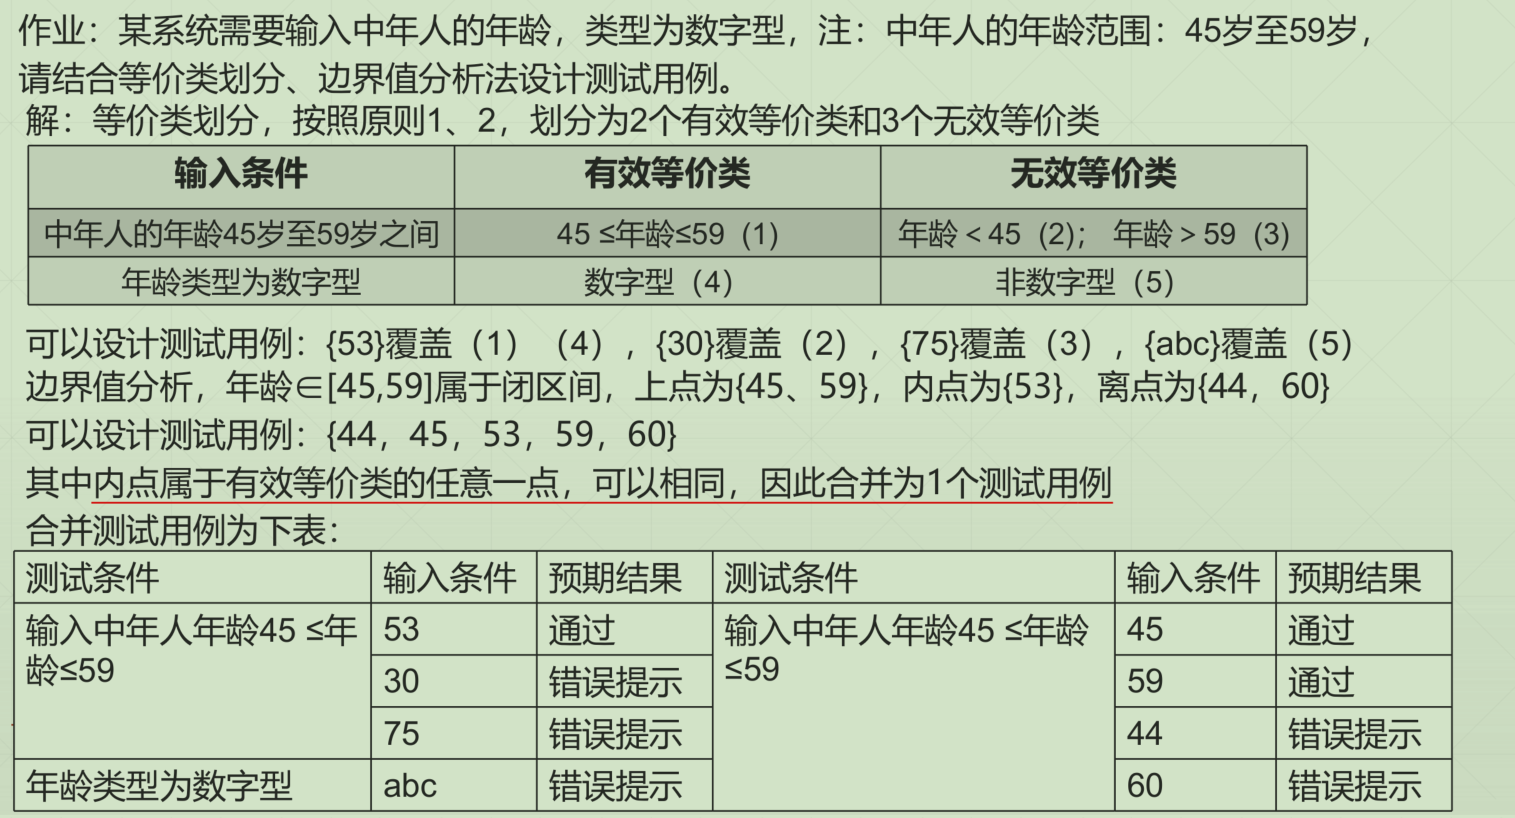 作业：某系统需要输入中年人的年龄，类型为数字型，注：中年人的年龄范围：45岁至59岁，
请结合等价类划分、边界值分析法设计测试用例。
解：等价类划分，按照原则1、2，划分为2个有效等价类和3个无效等价类
输入条件 有效等价类 无效等价类
中年人的年龄45岁至59岁之间 45 ≤年龄≤59（1） 年龄＜45（2）； 年龄＞59（3）
年龄类型为数字型 数字型（4） 非数字型（5）
可以设计测试用例：{53}覆盖（1）（4），{30}覆盖（2），{75}覆盖（3），{abc}覆盖（5）
边界值分析，年龄∈[45,59]属于闭区间，上点为{45、59}，内点为{53}，离点为{44，60}
可以设计测试用例：{44，45，53，59，60}
其中内点属于有效等价类的任意一点，可以相同，因此合并为1个测试用例
合并测试用例为下表：
测试条件 输入条件 预期结果 测试条件 输入条件 预期结果
输入中年人年龄45 ≤年 53 通过 输入中年人年龄45 ≤年龄 45 通过
龄≤59 30 错误提示 ≤59 59 通过
75 错误提示 44 错误提示
年龄类型为数字型 abc 错误提示 60 错误提示